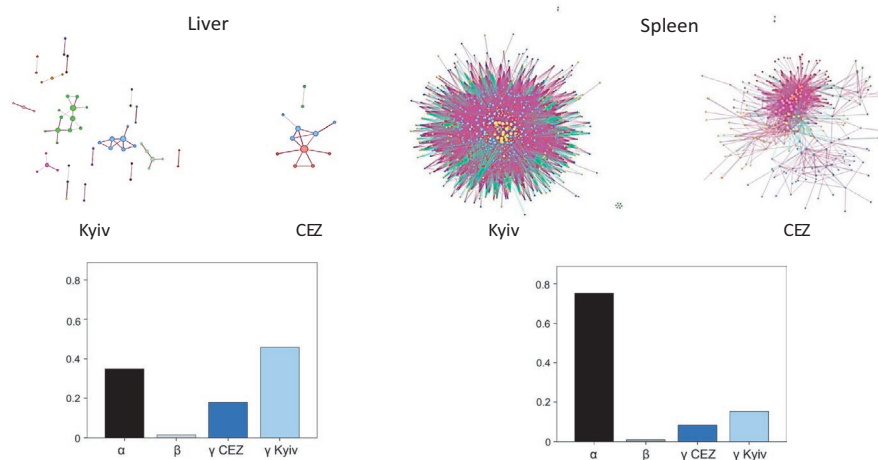 Liver
Spleen
Kyiv
CEZ
Kyiv
CEZ
0.8
0.6
0.4
0.2
0
α
β
γ CEZ
γ Kyiv
0.8
0.6
0.4
0.2
0
α
β
γ CEZ
γ Kyiv